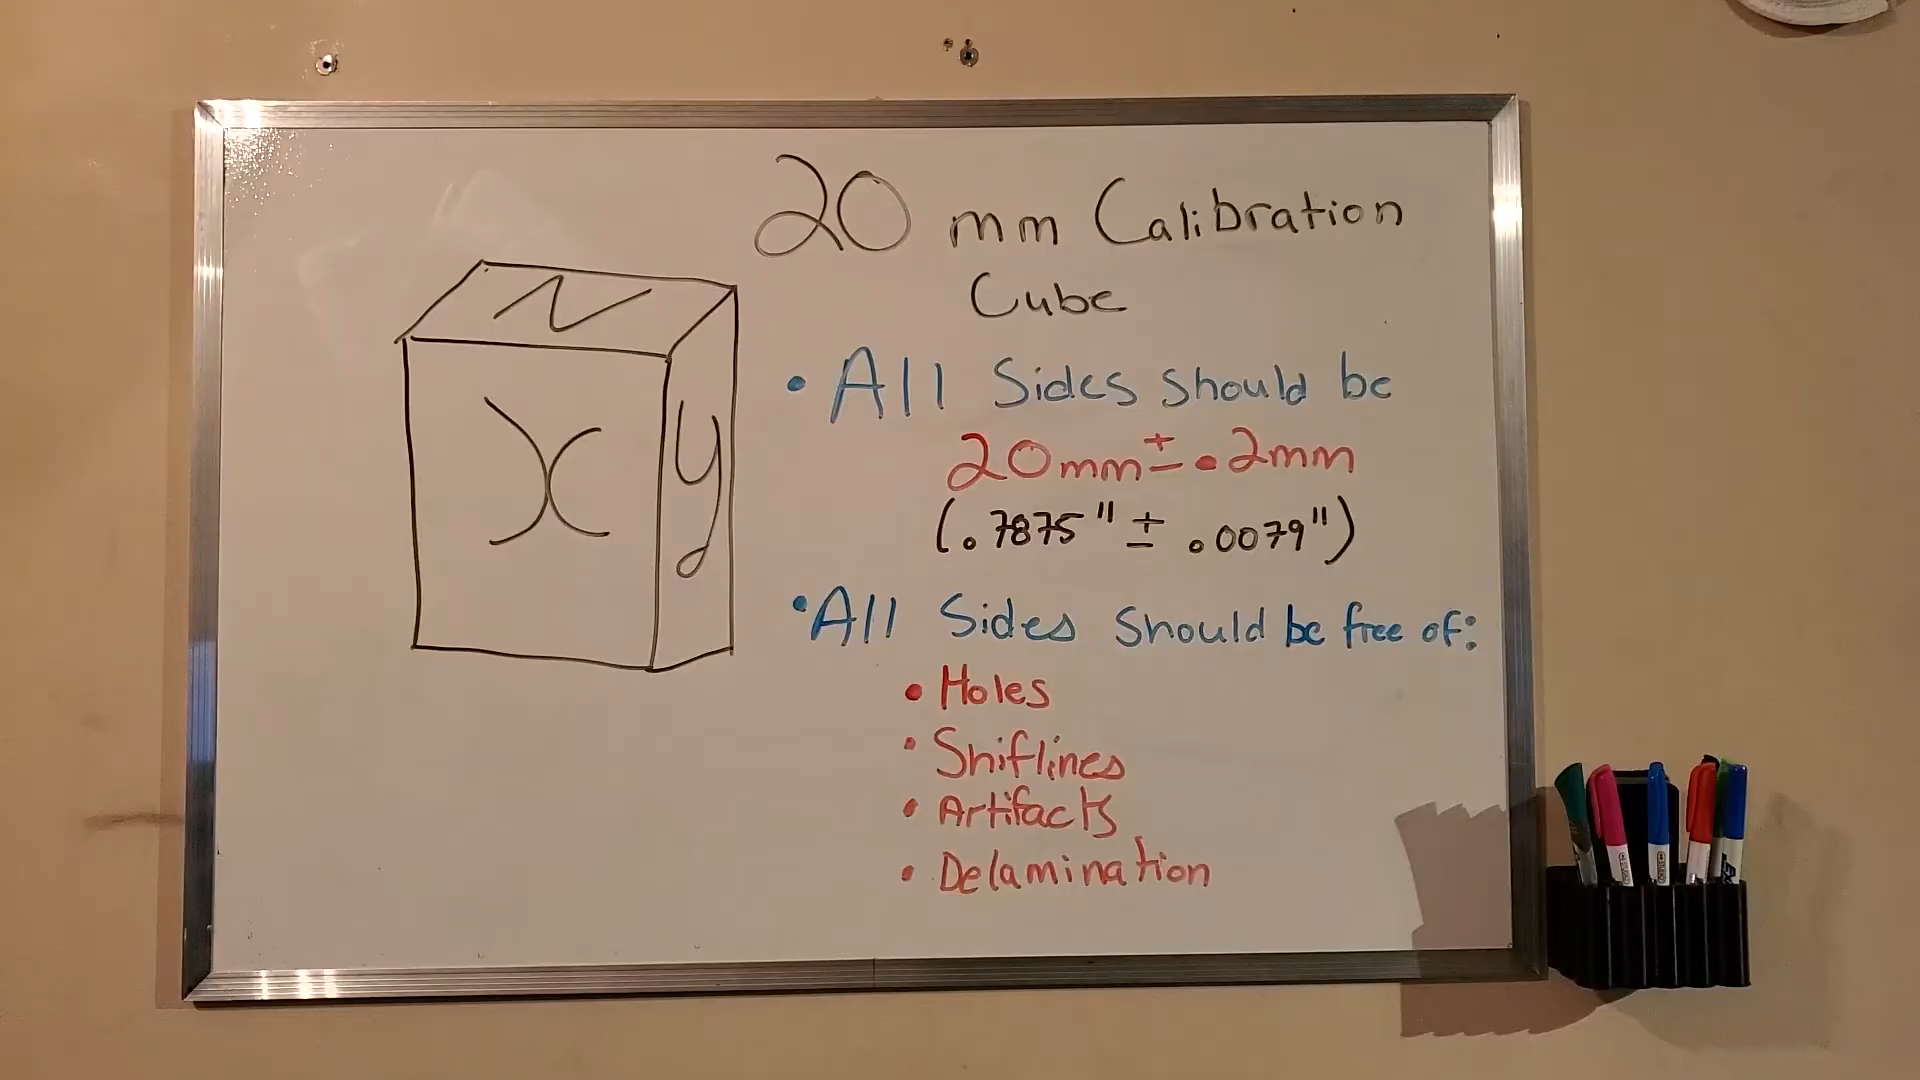 20 mm Calibration
Cube
Z
X
y
• All Sides should be
20mm ± .2mm
(.7875" ± .0079")
• All Sides should be free of:
• Holes
• Shiflines
• Artifacts
• Delamination